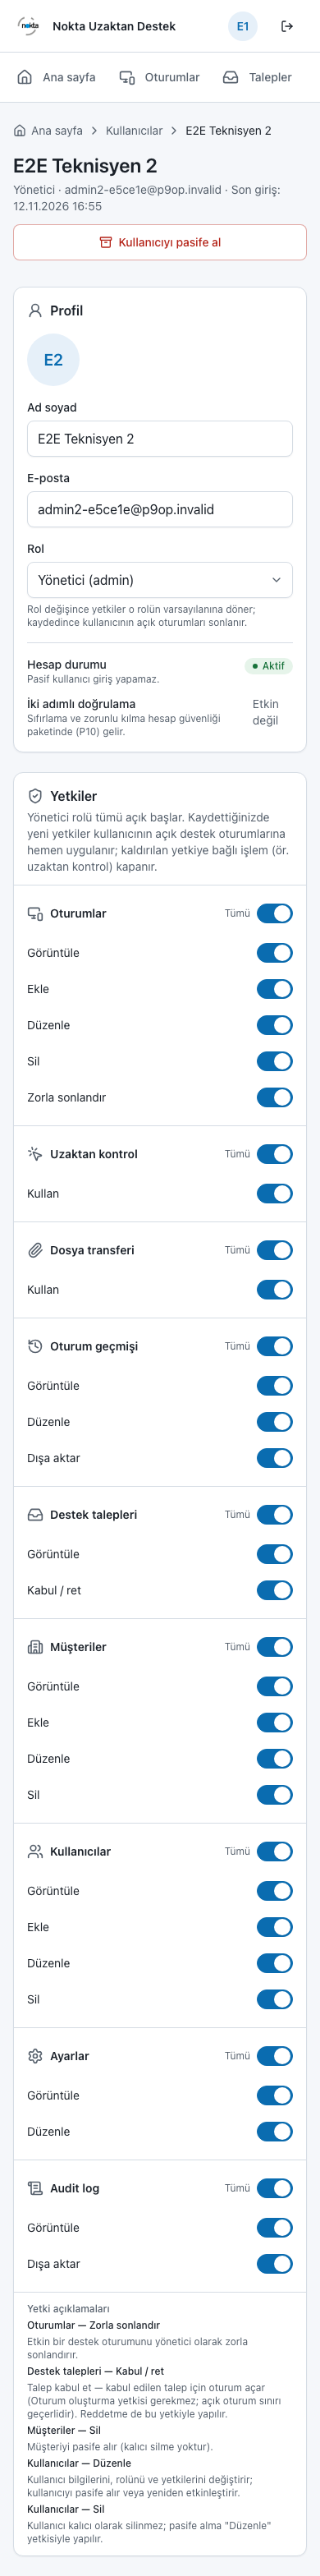 nokta
Nokta Uzaktan Destek
E1
Ana sayfa
Oturumlar
Talepler
Ana sayfa > Kullanıcılar > E2E Teknisyen 2
E2E Teknisyen 2
Yönetici · admin2-e5ce1e@p9op.invalid · Son giriş:
12.11.2026 16:55
Kullanıcıyı pasife al
Profil
E2
Ad soyad
E2E Teknisyen 2
E-posta
admin2-e5ce1e@p9op.invalid
Rol
Yönetici (admin)
Rol değişince yetkiler o rolün varsayılanına döner;
kaydedince kullanıcının açık oturumları sonlanır.
Hesap durumu
Aktif
Pasif kullanıcı giriş yapamaz.
İki adımlı doğrulama
Etkin
değil
Sıfırlama ve zorunlu kılma hesap güvenliği
paketinde (P10) gelir.
Yetkiler
Yönetici rolü tümü açık başlar. Kaydettiğinizde
yeni yetkiler kullanıcının açık destek oturumlarına
hemen uygulanır; kaldırılan yetkiye bağlı işlem (ör.
uzaktan kontrol) kapanır.
Oturumlar Tümü
Görüntüle
Ekle
Düzenle
Sil
Zorla sonlandır
Uzaktan kontrol Tümü
Kullan
Dosya transferi Tümü
Kullan
Oturum geçmişi Tümü
Görüntüle
Düzenle
Dışa aktar
Destek talepleri Tümü
Görüntüle
Kabul / ret
Müşteriler Tümü
Görüntüle
Ekle
Düzenle
Sil
Kullanıcılar Tümü
Görüntüle
Ekle
Düzenle
Sil
Ayarlar Tümü
Görüntüle
Düzenle
Audit log Tümü
Görüntüle
Dışa aktar
Yetki açıklamaları
Oturumlar — Zorla sonlandır
Etkin bir destek oturumunu yönetici olarak zorla
sonlandırır.
Destek talepleri — Kabul / ret
Talep kabul et — kabul edilen talep için oturum açar
(Oturum oluşturma yetkisi gerekmez; açık oturum sınırı
geçerlidir). Reddetme de bu yetkiyle yapılır.
Müşteriler — Sil
Müşteriyi pasife alır (kalıcı silme yoktur).
Kullanıcılar — Düzenle
Kullanıcı bilgilerini, rolünü ve yetkilerini değiştirir;
kullanıcıyı pasife alır veya yeniden etkinleştirir.
Kullanıcılar — Sil
Kullanıcı kalıcı olarak silinmez; pasife alma "Düzenle"
yetkisiyle yapılır.